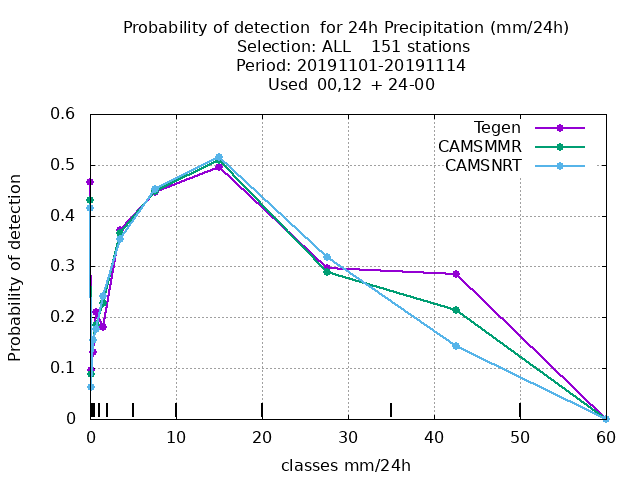 Probability of detection  for 24h Precipitation (mm/24h)
Selection: ALL    151 stations
Period: 20191101-20191114
Used  00,12  + 24-00
Tegen
CAMSMMR
CAMSNRT
Probability of detection
0.6
0.5
0.4
0.3
0.2
0.1
0
0 10 20 30 40 50 60
classes mm/24h